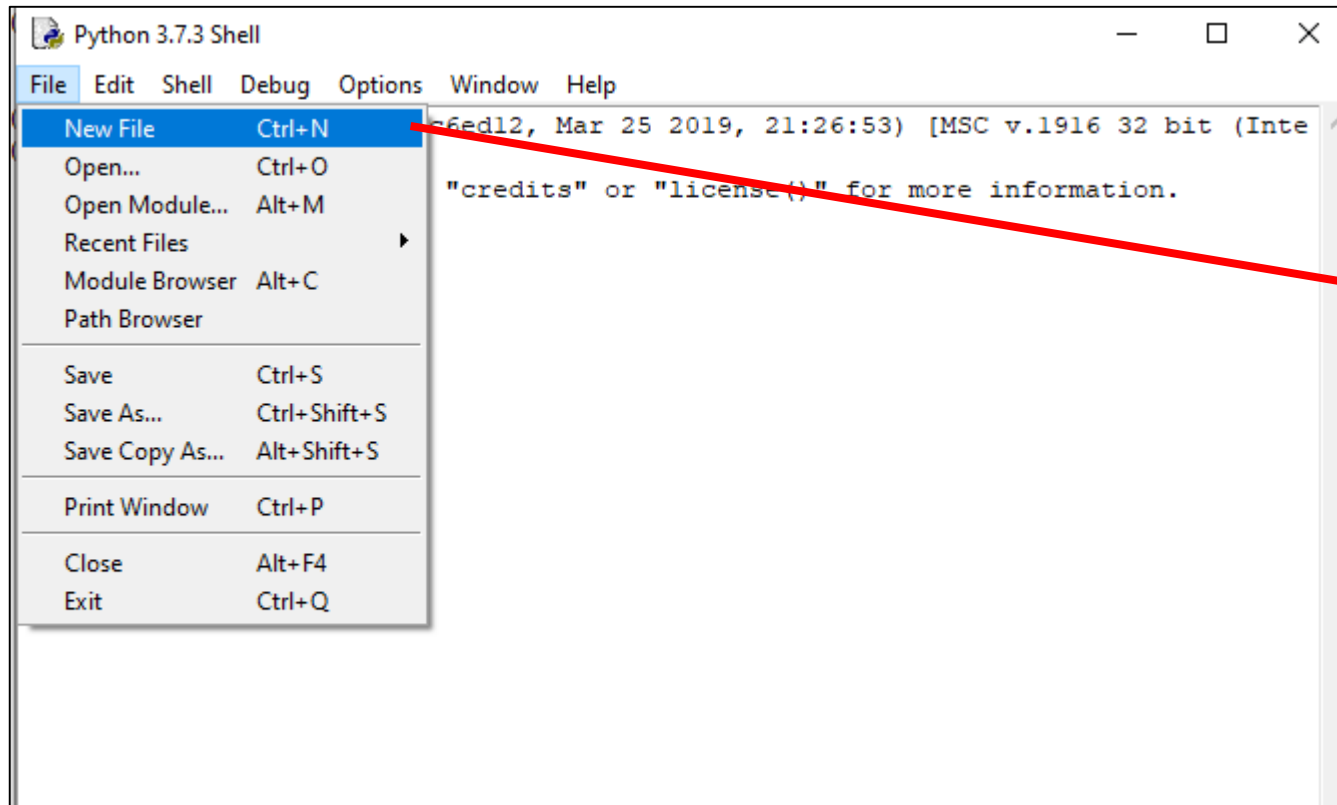 Python 3.7.3 Shell
File Edit Shell Debug Options Window Help
New File Ctrl+N
c6ed12, Mar 25 2019, 21:26:53) [MSC v.1916 32 bit (Inte
Open... Ctrl+O
"credits" or "license()" for more information.
Open Module... Alt+M
Recent Files
Module Browser Alt+C
Path Browser
Save Ctrl+S
Save As... Ctrl+Shift+S
Save Copy As... Alt+Shift+S
Print Window Ctrl+P
Close Alt+F4
Exit Ctrl+Q